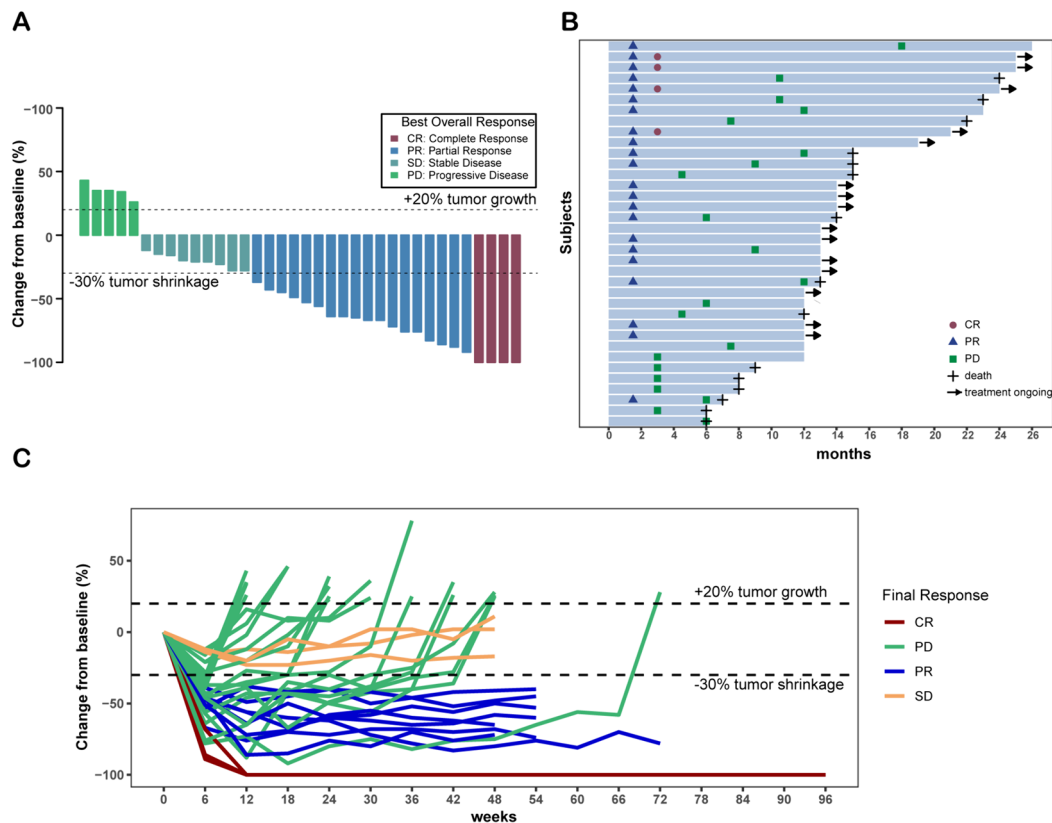 A
Change from baseline (%)
−100
50
0
−50
−100
Best Overall Response
CR: Complete Response
PR: Partial Response
SD: Stable Disease
PD: Progressive Disease
+20% tumor growth
-30% tumor shrinkage
B
Subjects
CR
PR
PD
death
treatment ongoing
0 2 4 6 8 10 12 14 16 18 20 22 24 26
months
C
Change from baseline (%)
50
0
−50
−100
+20% tumor growth
-30% tumor shrinkage
0 6 12 18 24 30 36 42 48 54 60 66 72 78 84 90 96
weeks
Final Response
CR
PD
PR
SD